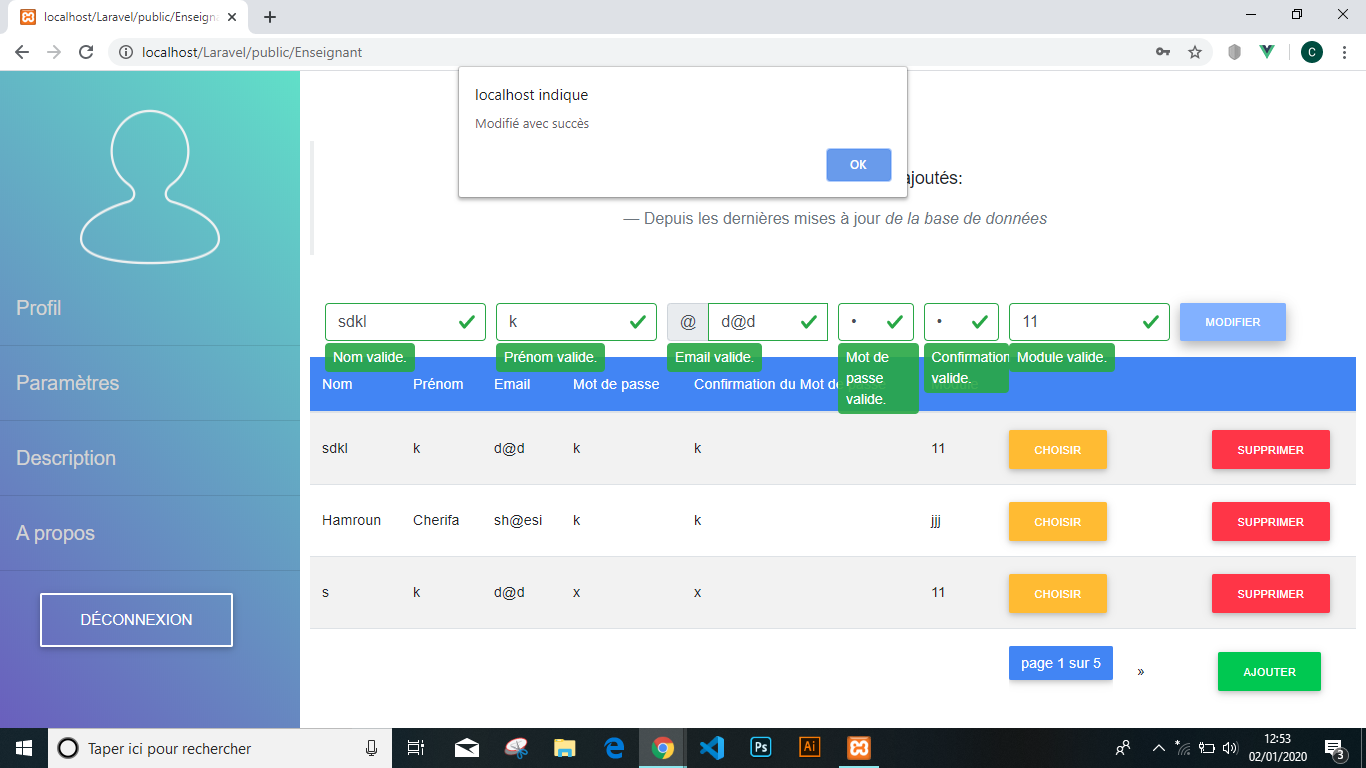 localhost/Laravel/public/Enseigna
localhost/Laravel/public/Enseignant
C
localhost indique
Modifié avec succès
OK
ajoutés:
— Depuis les dernières mises à jour de la base de données
Profil
Paramètres
Description
A propos
DÉCONNEXION
sdkl
k
@
d@d
11
MODIFIER
Nom valide.
Prénom valide.
Email valide.
Mot de
passe
valide.
Confirmation
valide.
Module valide.
Nom Prénom Email Mot de passe Confirmation du Mot de
sdkl k d@d k k 11 CHOISIR SUPPRIMER
Hamroun Cherifa sh@esi k k jjj CHOISIR SUPPRIMER
s k d@d x x 11 CHOISIR SUPPRIMER
page 1 sur 5 » AJOUTER
Taper ici pour rechercher
Ps
Ai
12:53
02/01/2020
3